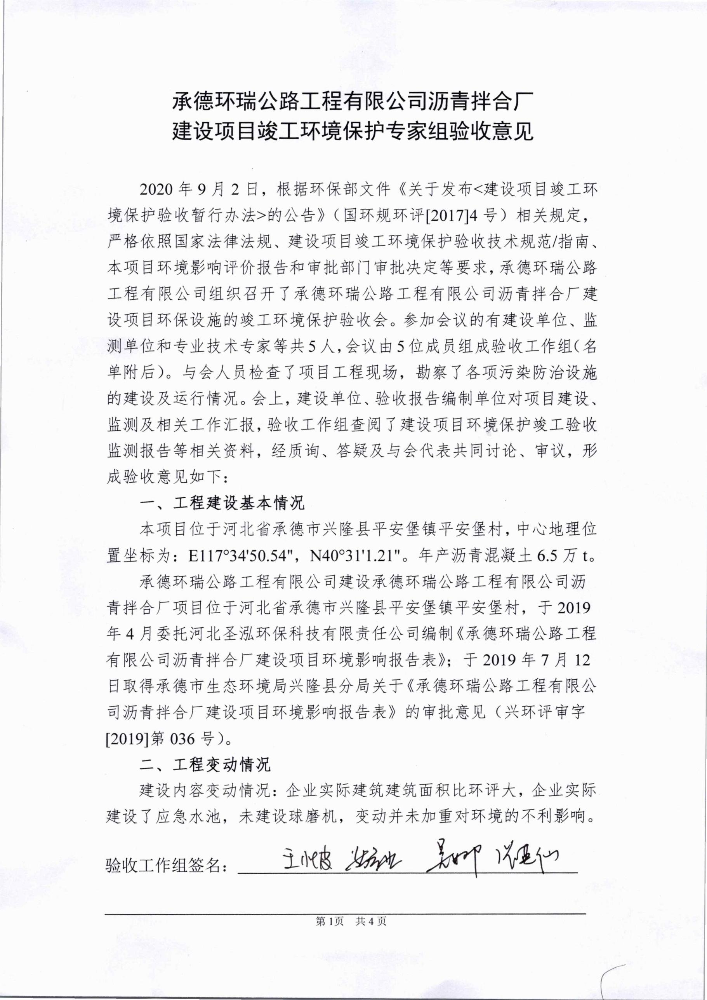 承德环瑞公路工程有限公司沥青拌合厂
建设项目竣工环境保护专家组验收意见
2020 年 9 月 2 日，根据环保部文件《关于发布<建设项目竣工环
境保护验收暂行办法>的公告》（国环规环评[2017]4 号）相关规定，
严格依照国家法律法规、建设项目竣工环境保护验收技术规范/指南、
本项目环境影响评价报告和审批部门审批决定等要求，承德环瑞公路
工程有限公司组织召开了承德环瑞公路工程有限公司沥青拌合厂建
设项目环保设施的竣工环境保护验收会。参加会议的有建设单位、监
测单位和专业技术专家等共 5 人，会议由 5 位成员组成验收工作组（名
单附后）。与会人员检查了项目工程现场，勘察了各项污染防治设施
的建设及运行情况。会上，建设单位、验收报告编制单位对项目建设、
监测及相关工作汇报，验收工作组查阅了建设项目环境保护竣工验收
监测报告等相关资料，经质询、答疑及与会代表共同讨论、审议，形
成验收意见如下：
一、工程建设基本情况
本项目位于河北省承德市兴隆县平安堡镇平安堡村，中心地理位
置坐标为：E117°34'50.54"，N40°31'1.21"。年产沥青混凝土 6.5 万 t。
承德环瑞公路工程有限公司建设承德环瑞公路工程有限公司沥
青拌合厂项目位于河北省承德市兴隆县平安堡镇平安堡村，于 2019
年 4 月委托河北圣泓环保科技有限责任公司编制《承德环瑞公路工程
有限公司沥青拌合厂建设项目环境影响报告表》；于 2019 年 7 月 12
日取得承德市生态环境局兴隆县分局关于《承德环瑞公路工程有限公
司沥青拌合厂建设项目环境影响报告表》的审批意见（兴环评审字
[2019]第 036 号）。
二、工程变动情况
建设内容变动情况：企业实际建筑建筑面积比环评大，企业实际
建设了应急水池，未建设球磨机，变动并未加重对环境的不利影响。
验收工作组签名：
第 1页 共 4 页